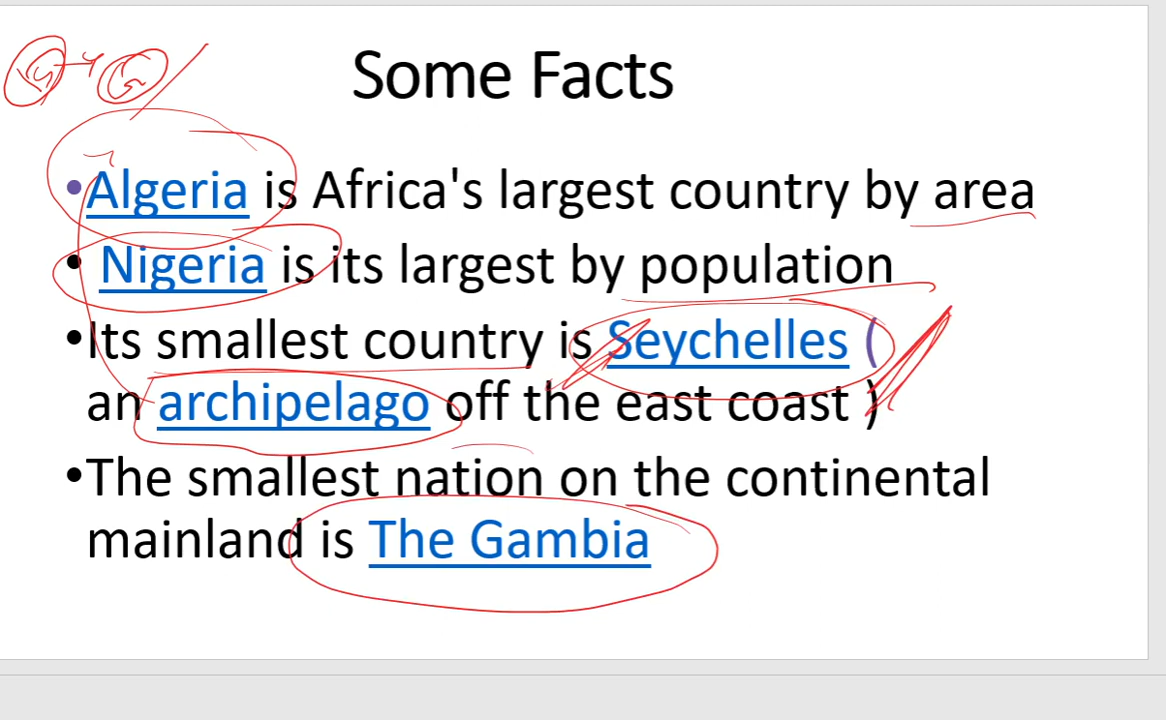 Some Facts
•Algeria is Africa's largest country by area
• Nigeria is its largest by population
•Its smallest country is Seychelles (
an archipelago off the east coast )
•The smallest nation on the continental
mainland is The Gambia